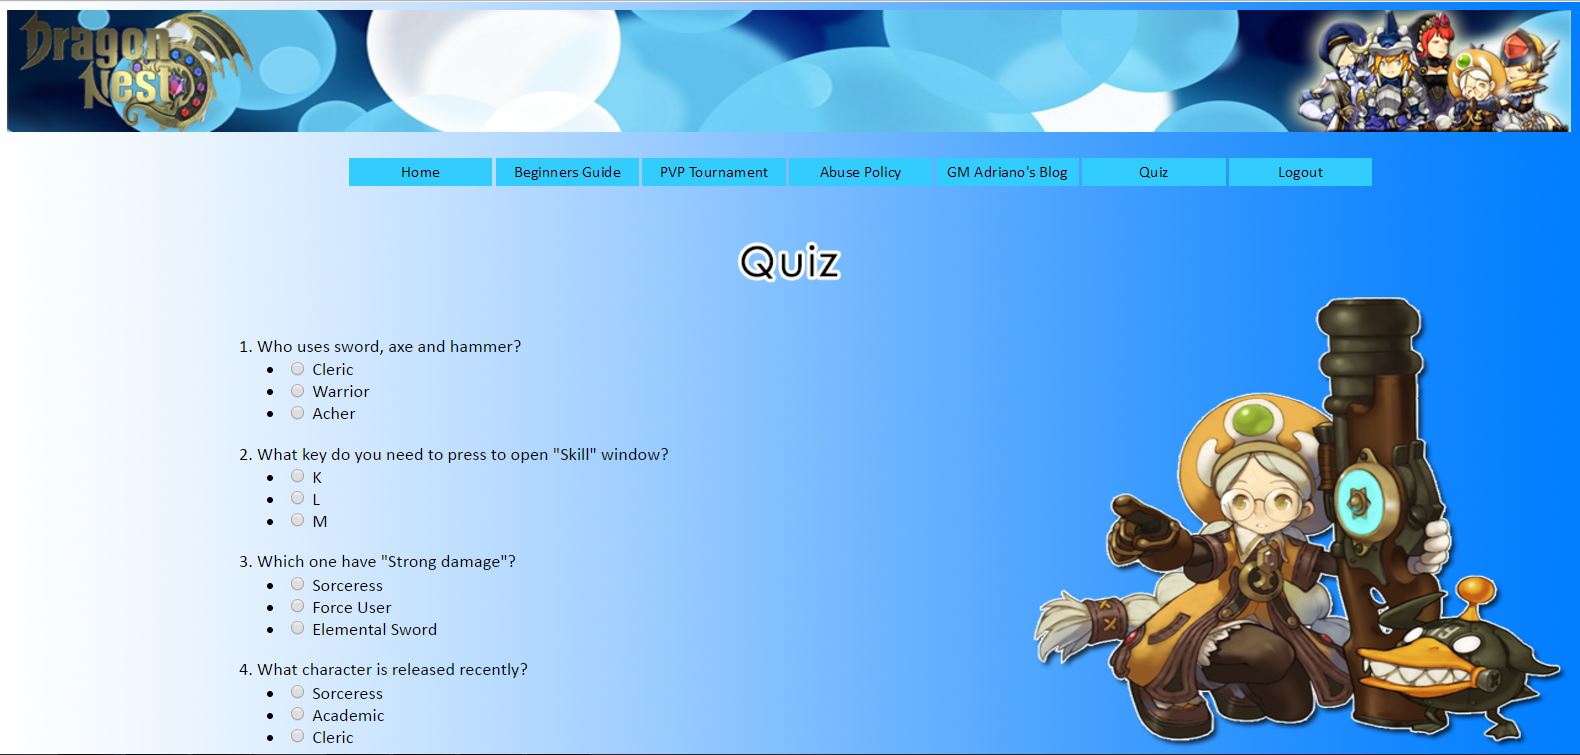 Dragon
Nest
Home
Beginners Guide
PVP Tournament
Abuse Policy
GM Adriano's Blog
Quiz
Logout
Quiz
1. Who uses sword, axe and hammer?
Cleric
Warrior
Acher
2. What key do you need to press to open "Skill" window?
K
L
M
3. Which one have "Strong damage"?
Sorceress
Force User
Elemental Sword
4. What character is released recently?
Sorceress
Academic
Cleric